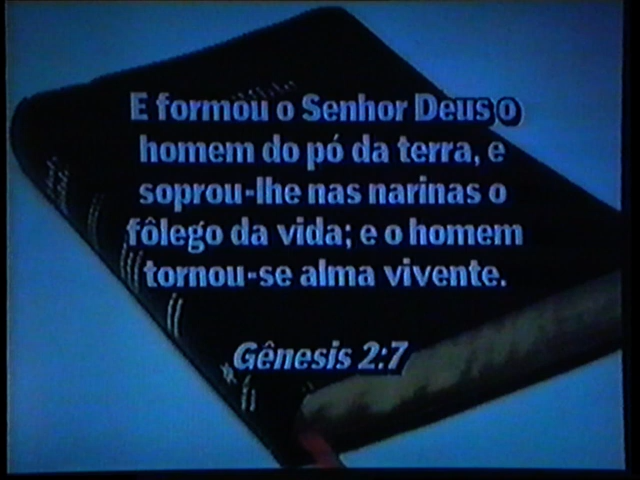 E formou o Senhor Deus o
homem do pó da terra, e
soprou-lhe nas narinas o
fôlego da vida; e o homem
tornou-se alma vivente.
Gênesis 2:7